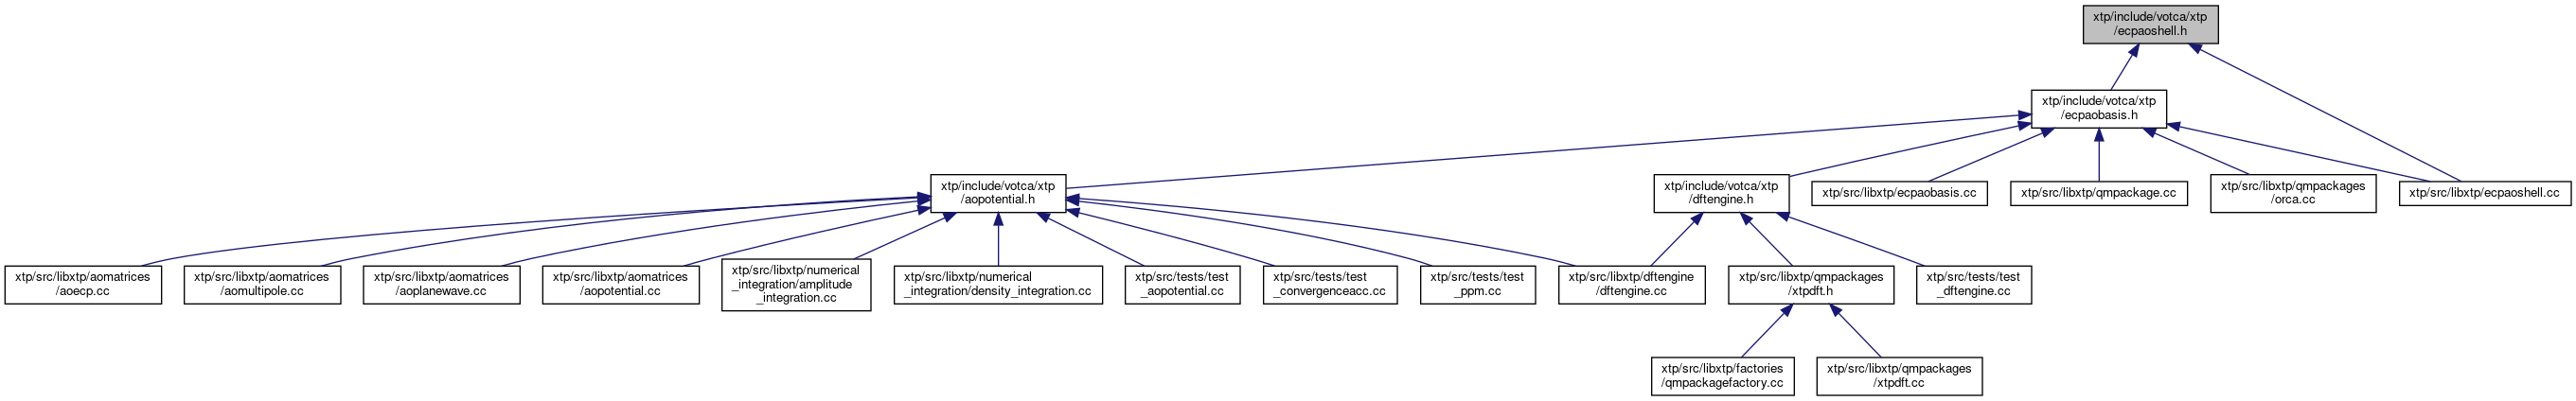 xtp/include/votca/xtp
/ecpaoshell.h
xtp/include/votca/xtp
/ecpaobasis.h
xtp/include/votca/xtp
/aopotential.h
xtp/include/votca/xtp
/dftengine.h
xtp/src/libxtp/ecpaobasis.cc
xtp/src/libxtp/qmpackage.cc
xtp/src/libxtp/qmpackages
/orca.cc
xtp/src/libxtp/ecpaoshell.cc
xtp/src/libxtp/aomatrices
/aoecp.cc
xtp/src/libxtp/aomatrices
/aomultipole.cc
xtp/src/libxtp/aomatrices
/aoplanewave.cc
xtp/src/libxtp/aomatrices
/aopotential.cc
xtp/src/libxtp/numerical
_integration/amplitude
_integration.cc
xtp/src/libxtp/numerical
_integration/density_integration.cc
xtp/src/tests/test
_aopotential.cc
xtp/src/tests/test
_convergenceacc.cc
xtp/src/tests/test
_ppm.cc
xtp/src/libxtp/dftengine
/dftengine.cc
xtp/src/libxtp/qmpackages
/xtpdft.h
xtp/src/tests/test
_dftengine.cc
xtp/src/libxtp/factories
/qmpackagefactory.cc
xtp/src/libxtp/qmpackages
/xtpdft.cc